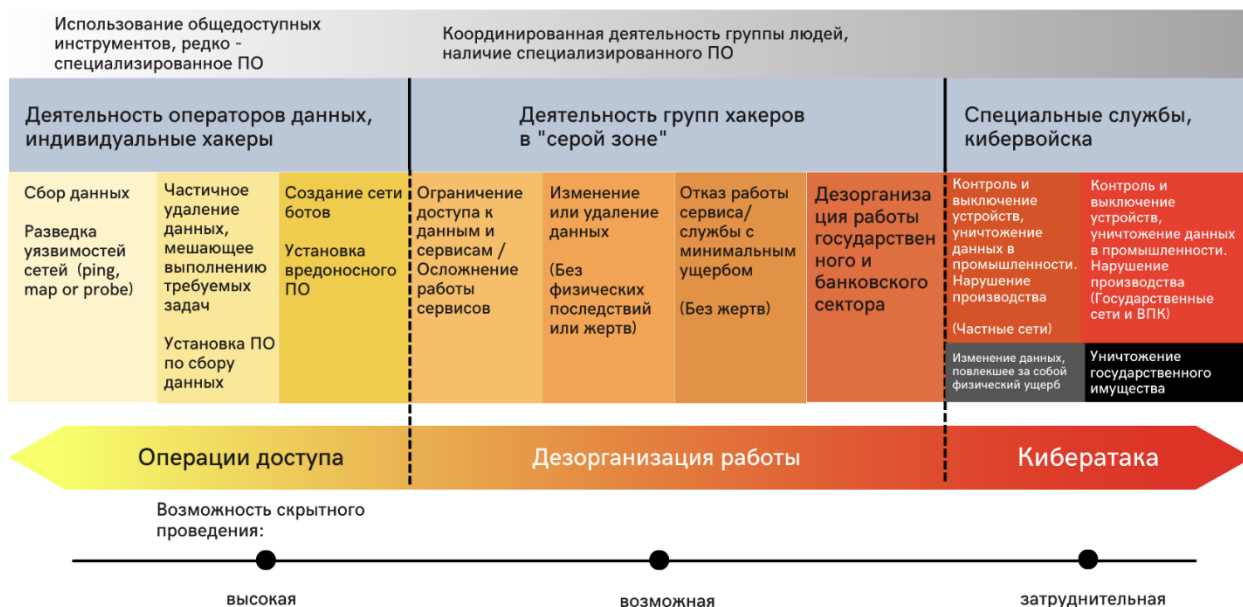 Использование общедоступных
инструментов, редко -
специализированное ПО
Координированная деятельность группы людей,
наличие специализированного ПО
Деятельность операторов данных,
индивидуальные хакеры
Деятельность групп хакеров
в "серой зоне"
Специальные службы,
кибервойска
Сбор данных
Разведка
уязвимостей
сетей (ping,
map or probe)
Частичное
удаление
данных,
мешающее
выполнению
требуемых
задач
Установка ПО
по сбору
данных
Создание сети
ботов
Установка
вредоносного
ПО
Ограничение
доступа к
данным и
сервисам /
Осложнение
работы
сервисов
Изменение
или удаление
данных
(Без
физических
последствий
или жертв)
Отказ работы
сервиса/
службы с
минимальным
ущербом
(Без жертв)
Дезорганиза
ция работы
государствен
ного и
банковского
сектора
Контроль и
выключение
устройств,
уничтожение
данных в
промышленности.
Нарушение
производства
(Частные сети)
Контроль и
выключение
устройств,
уничтожение данных
в промышленности.
Нарушение
производства
(Государственные
сети и ВПК)
Изменение данных,
повлекшее за собой
физический ущерб
Уничтожение
государственного
имущества
Операции доступа
Дезорганизация работы
Кибератака
Возможность скрытного
проведения:
высокая
возможная
затруднительная